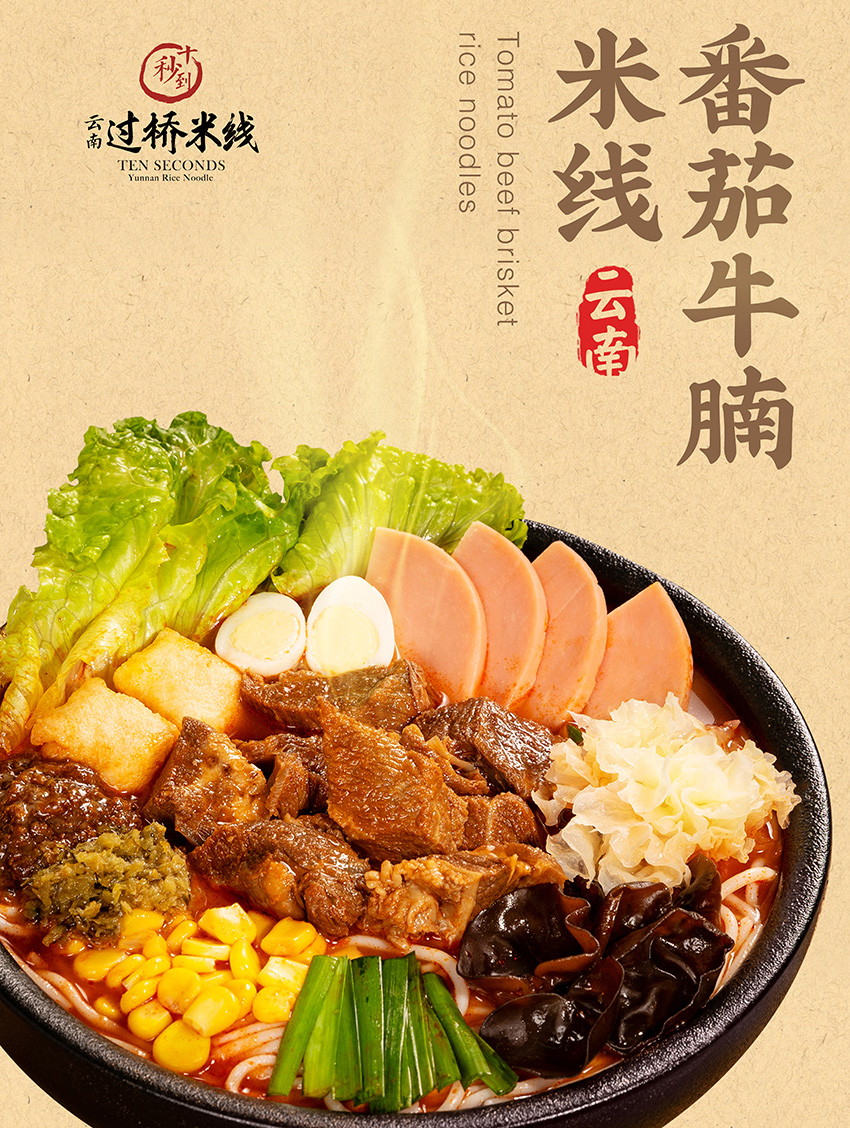 十秒到
云南过桥米线
TEN SECONDS
Yunnan Rice Noodle
番茄牛腩
米线
云南
Tomato beef brisket
rice noodles